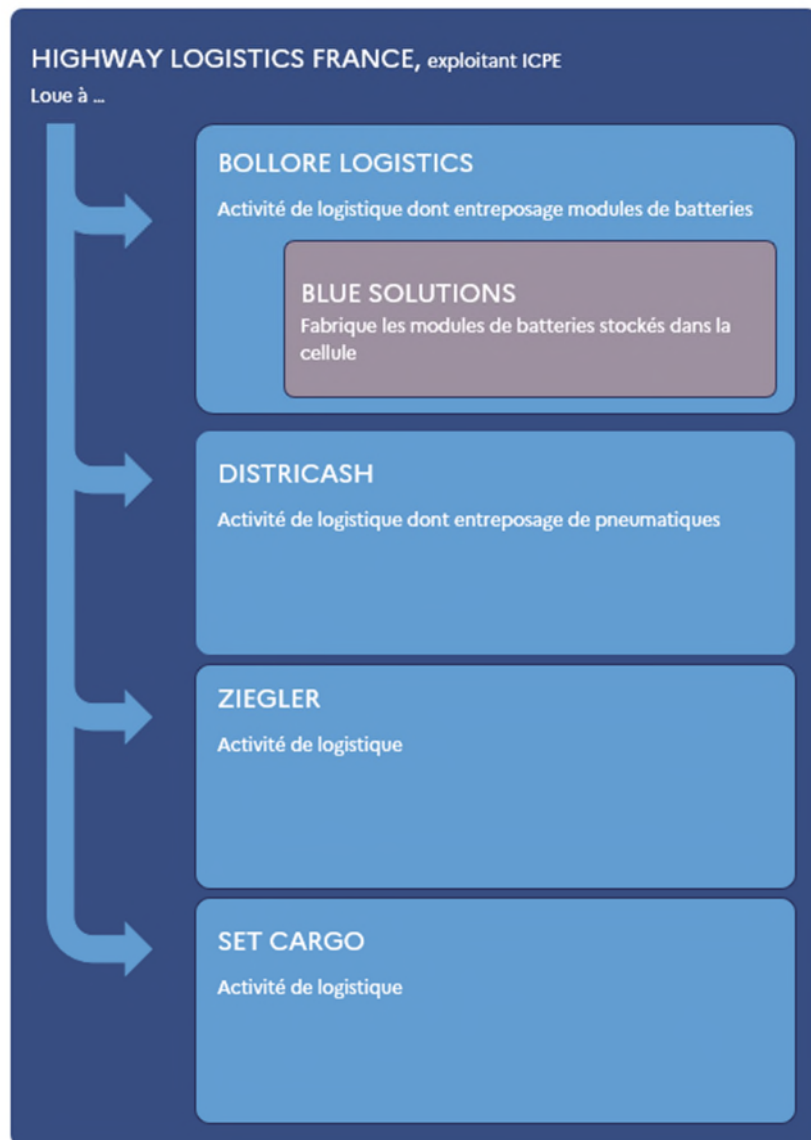 HIGHWAY LOGISTICS FRANCE, exploitant ICPE
Loue à ...
BOLLORE LOGISTICS
Activité de logistique dont entreposage modules de batteries
BLUE SOLUTIONS
Fabrique les modules de batteries stockés dans la
cellule
DISTRICASH
Activité de logistique dont entreposage de pneumatiques
ZIEGLER
Activité de logistique
SET CARGO
Activité de logistique